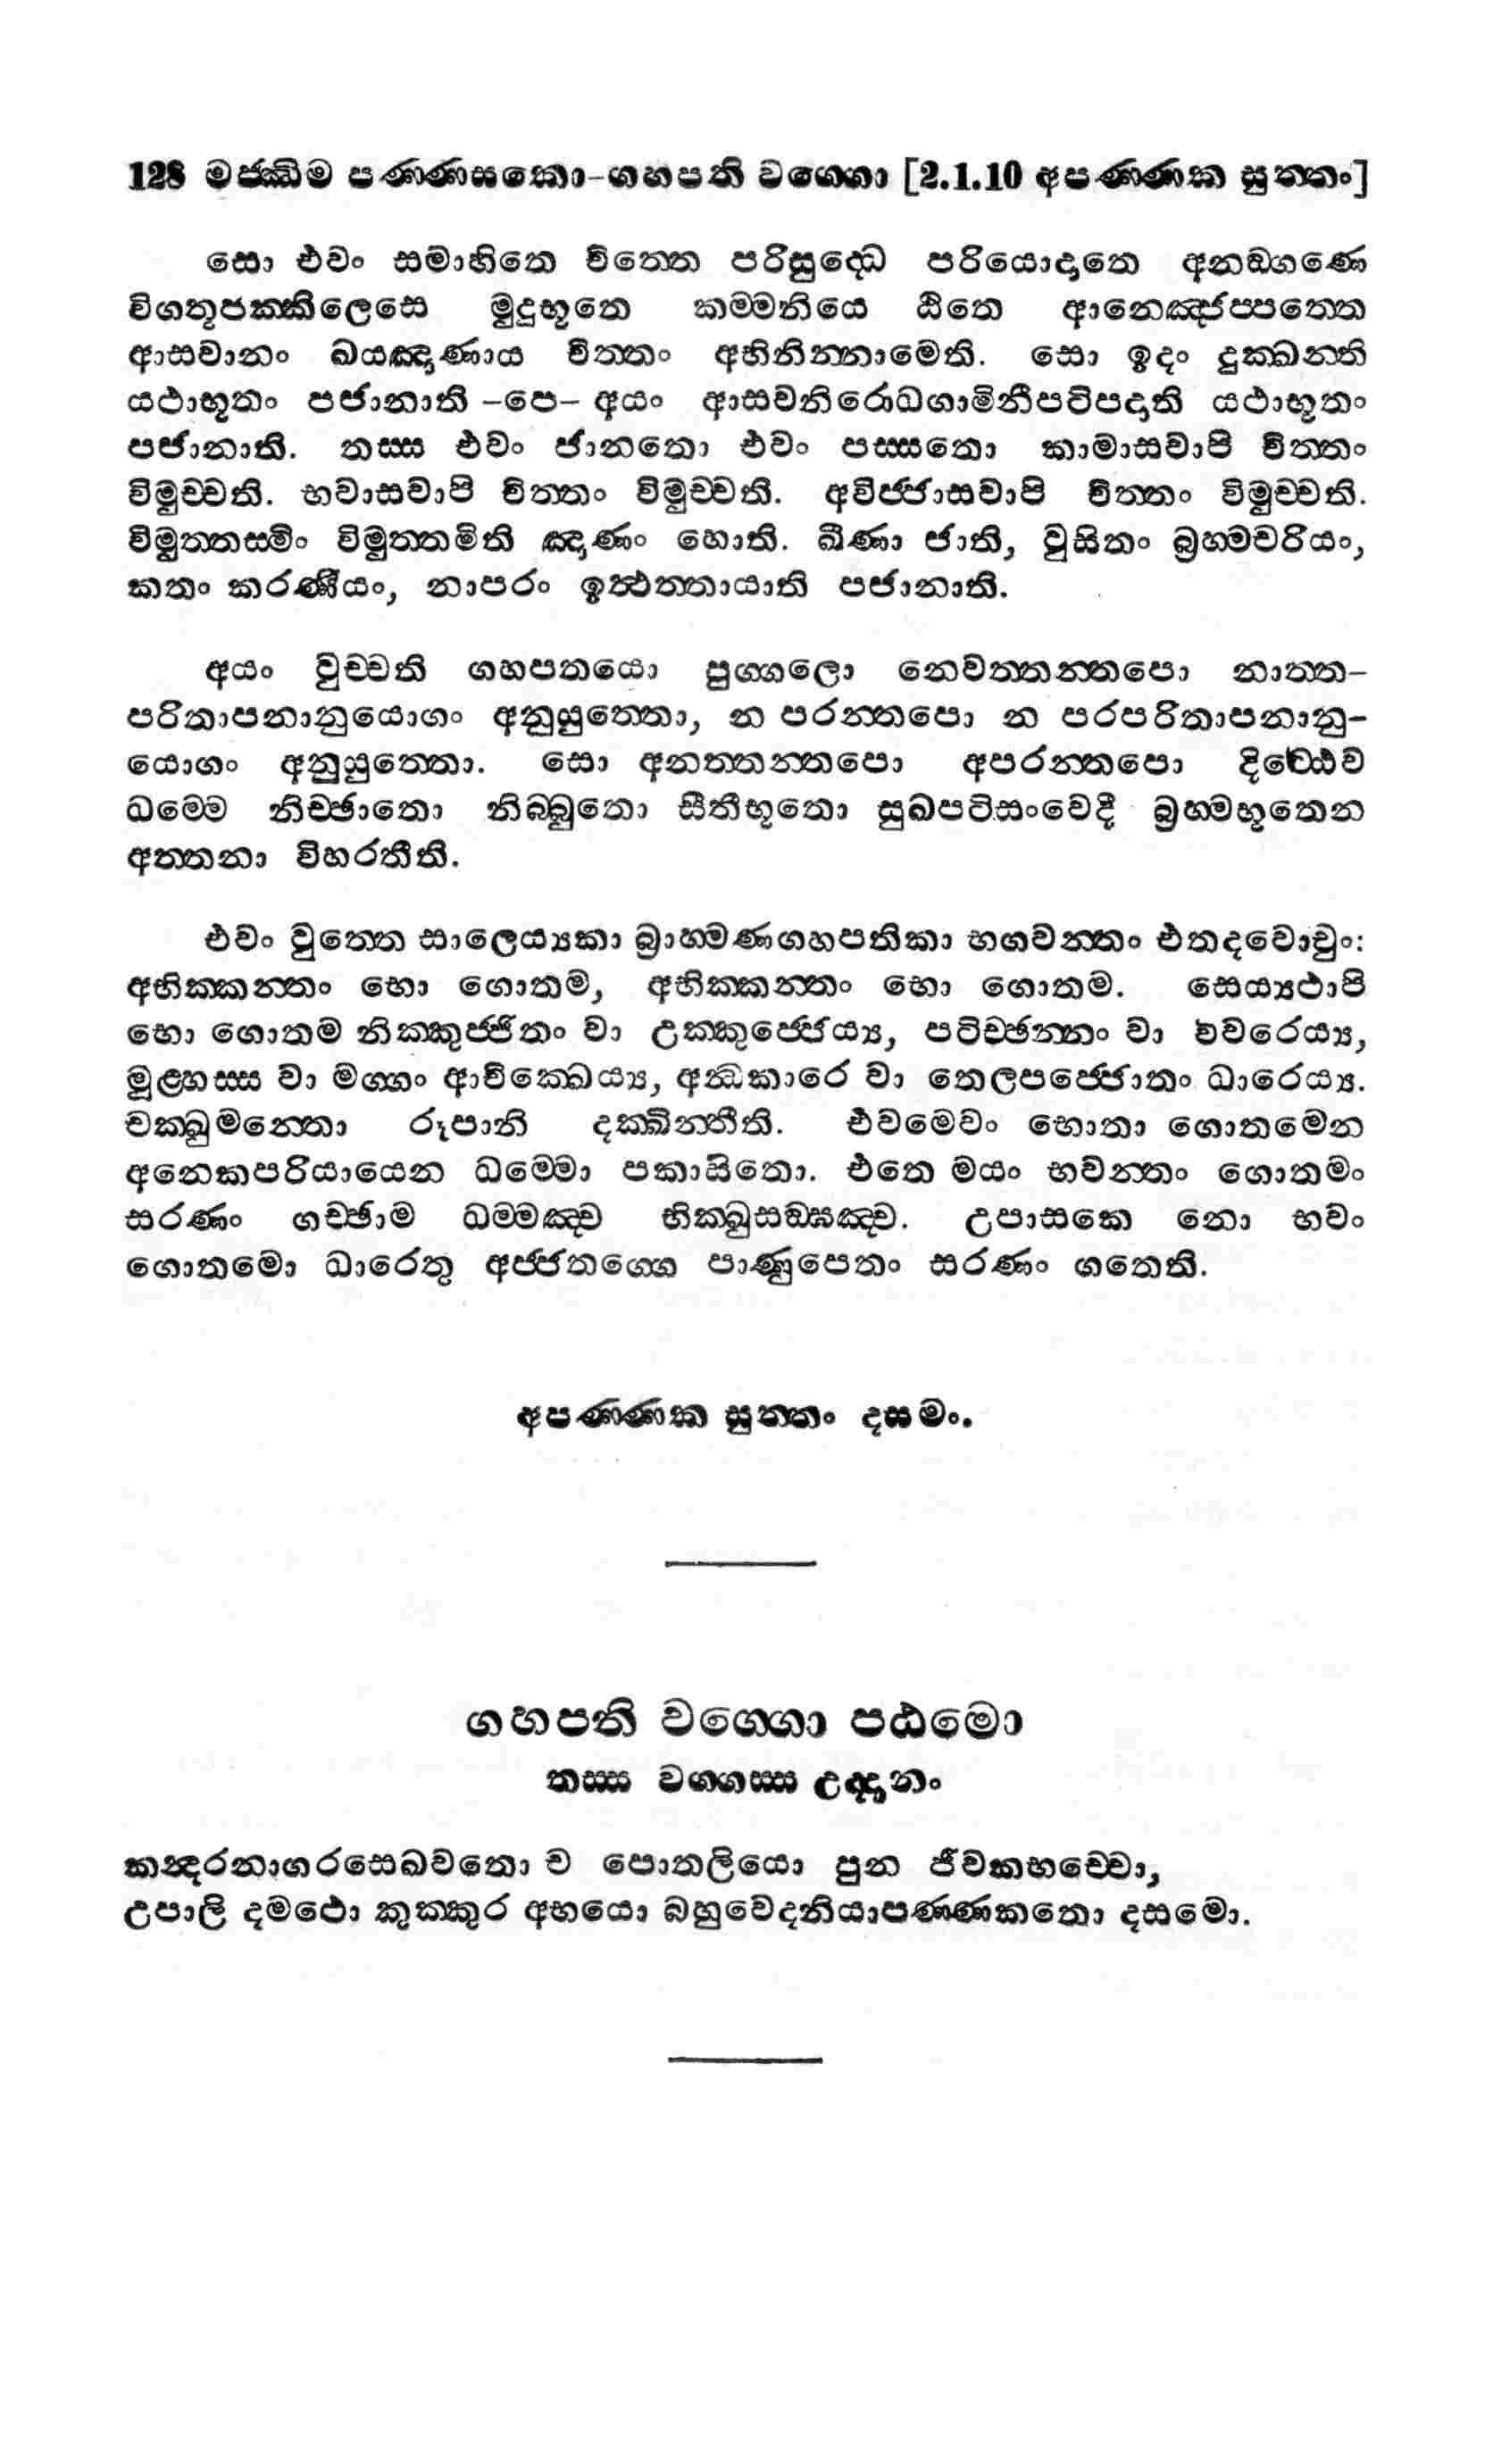 128 මජ්ඣිම පණ්ණාසකො-ගහපති වග්ගො [2.1.10 අපණ්ණක සුත්තං]
සො එවං සමාහිතෙ චිත්තෙ පරිසුද්ධෙ පරියොදාතෙ අනඞ්ගණෙ
විගතූපක්කිලෙසෙ මුදුභූතෙ කම්මනියෙ ඨිතෙ ආනෙඤ්ජප්පත්තෙ
ආසවානං ඛයඤාණාය චිත්තං අභිනින්නාමෙති. සො ඉදං දුක්ඛන්ති
යථාභූතං පජානාති -පෙ- අයං ආසවනිරොධගාමිනීපටිපදාති යථාභූතං
පජානාති. තස්ස එවං ජානතො එවං පස්සතො කාමාසවාපි චිත්තං
විමුච්චති. භවාසවාපි චිත්තං විමුච්චති. අවිජ්ජාසවාපි චිත්තං විමුච්චති.
විමුත්තස්මිං විමුත්තමිති ඤාණං හොති. ඛීණා ජාති, වුසිතං බ්‍රහ්මචරියං,
කතං කරණීයං, නාපරං ඉත්ථත්තායාති පජානාති.
අයං වුච්චති ගහපතයො පුග්ගලො නෙවත්තන්තපො නාත්ත-
පරිතාපනානුයොගං අනුයුත්තො, න පරන්තපො න පරපරිතාපනානු-
යොගං අනුයුත්තො. සො අනත්තන්තපො අපරන්තපො දිට්ඨෙව
ධම්මෙ නිච්ඡාතො නිබ්බුතො සීතීභූතො සුඛපටිසංවෙදී බ්‍රහ්මභූතෙන
අත්තනා විහරතීති.
එවං වුත්තෙ සාලෙය්‍යකා බ්‍රාහ්මණගහපතිකා භගවන්තං එතදවොචුං:
අභික්කන්තං භො ගොතම, අභික්කන්තං භො ගොතම. සෙය්‍යථාපි
භො ගොතම නික්කුජ්ජිතං වා උක්කුජ්ජෙය්‍ය, පටිච්ඡන්නං වා විවරෙය්‍ය,
මූළ්හස්ස වා මග්ගං ආචික්ඛෙය්‍ය, අන්ධකාරෙ වා තෙලපජ්ජොතං ධාරෙය්‍ය.
චක්ඛුමන්තො රූපානි දක්ඛින්තීති. එවමෙවං භොතා ගොතමෙන
අනෙකපරියායෙන ධම්මො පකාසිතො. එතෙ මයං භවන්තං ගොතමං
සරණං ගච්ඡාම ධම්මඤ්ච භික්ඛුසඞ්ඝඤ්ච. උපාසකෙ නො භවං
ගොතමො ධාරෙතු අජ්ජතග්ගෙ පාණුපෙතං සරණං ගතෙති.
අපණ්ණක සුත්තං දසමං.
ගහපති වග්ගො පඨමො
තස්ස වග්ගස්ස උද්දානං
කන්දරනාගරසෙඛවතො ච පොතලියො පුන ජීවකභච්චො,
උපාලි දමථො කුක්කුර අභයො බහුවෙදනියාපණ්ණකතො දසමො.